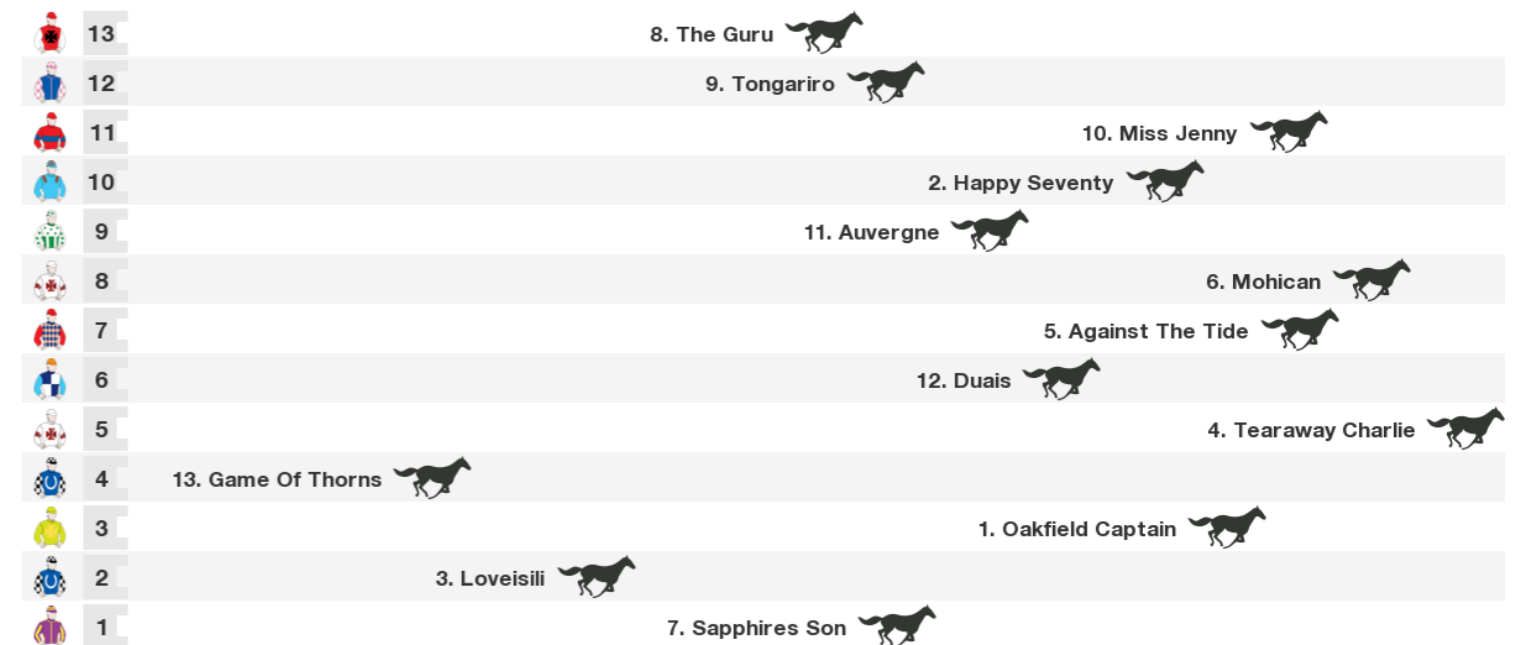 13 8. The Guru
12 9. Tongariro
11 10. Miss Jenny
10 2. Happy Seventy
9 11. Auvergne
8 6. Mohican
7 5. Against The Tide
6 12. Duais
5 4. Tearaway Charlie
4 13. Game Of Thorns
3 1. Oakfield Captain
2 3. Loveisili
1 7. Sapphires Son